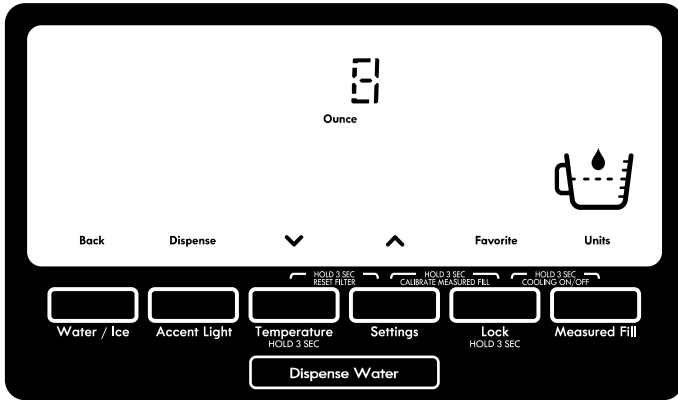 8
Ounce
Back Dispense Favorite Units
HOLD 3 SEC HOLD 3 SEC HOLD 3 SEC
RESET FILTER CALIBRATE MEASURED FILL COOLING ON/OFF
Water / Ice Accent Light Temperature Settings Lock Measured Fill
HOLD 3 SEC HOLD 3 SEC
Dispense Water